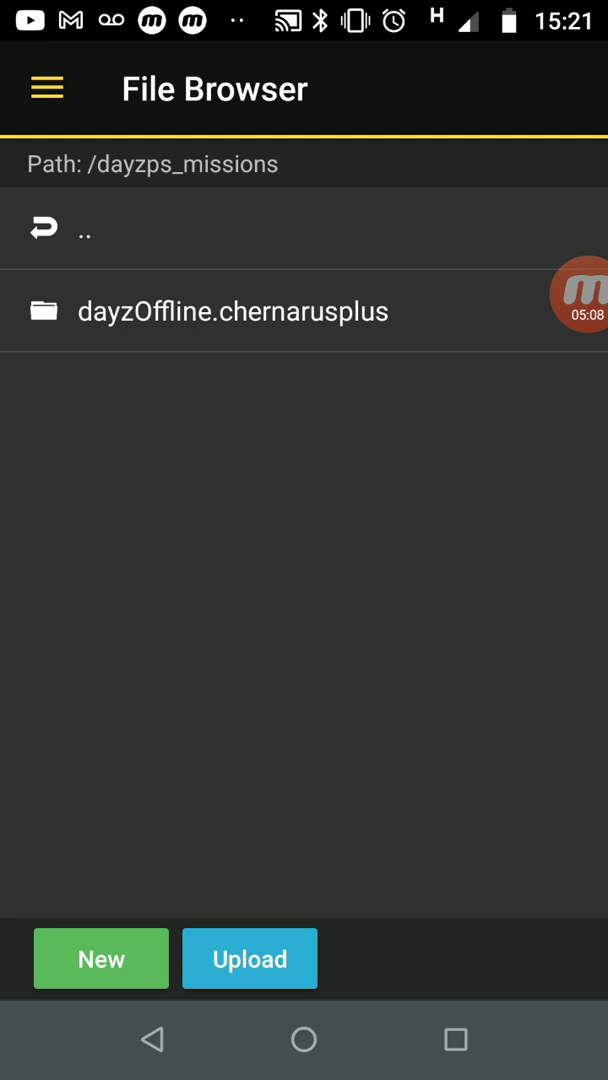 H 15:21
File Browser
Path: /dayzps_missions
..
dayzOffline.chernarusplus
05:08
New
Upload